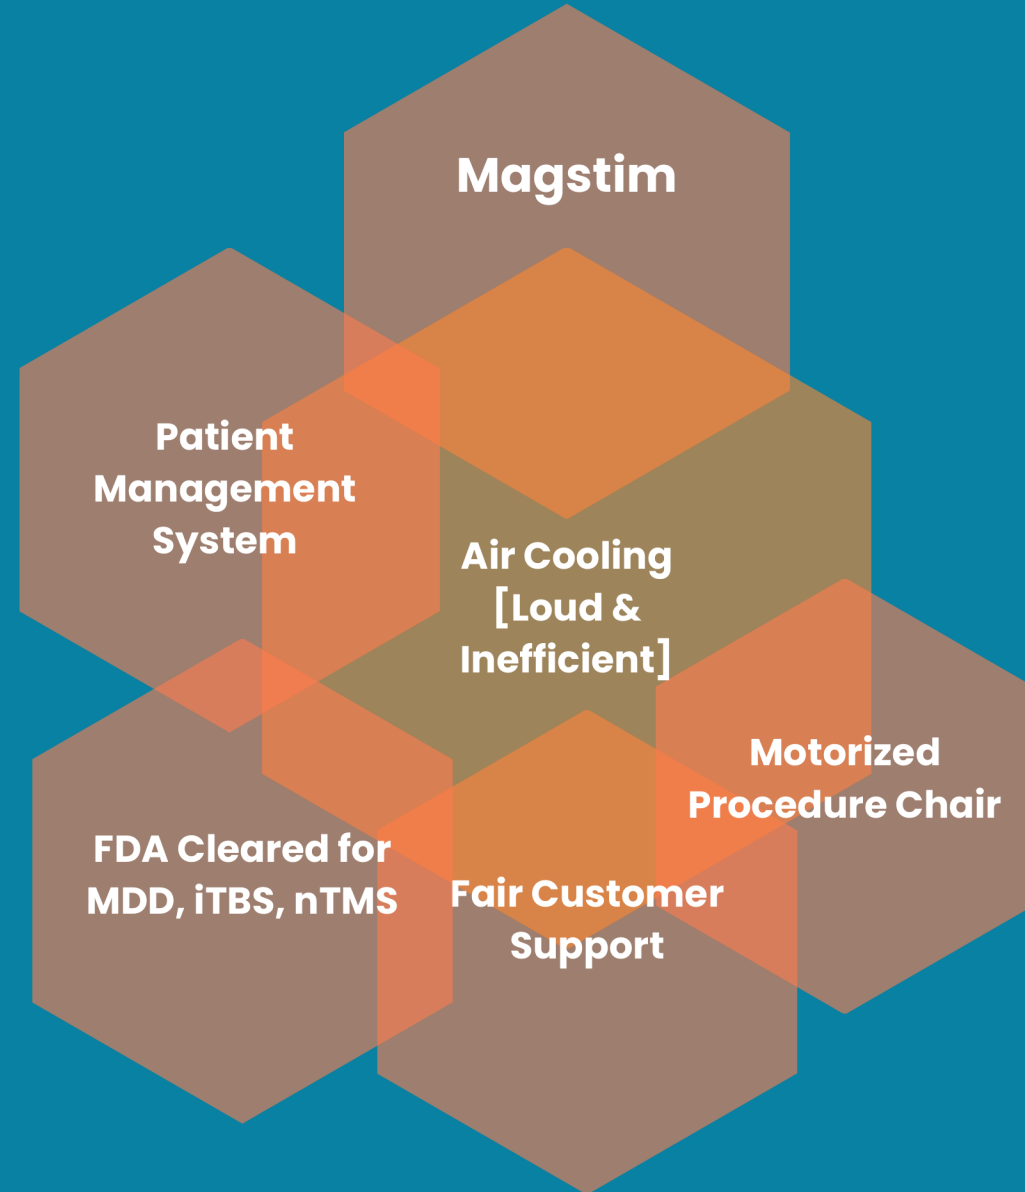 Magstim
Patient
Management
System
Air Cooling
[Loud &
Inefficient]
Motorized
Procedure Chair
FDA Cleared for
MDD, iTBS, nTMS
Fair Customer
Support